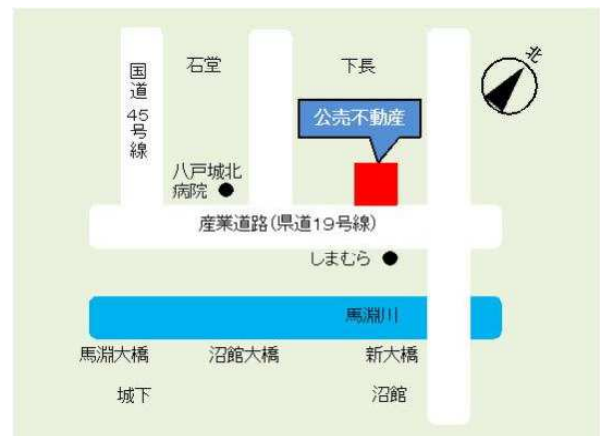 石堂
下長
北
国道45号線
公売不動産
八戸城北
病院
産業道路(県道19号線)
しまむら
馬淵川
馬淵大橋
沼館大橋
新大橋
城下
沼館